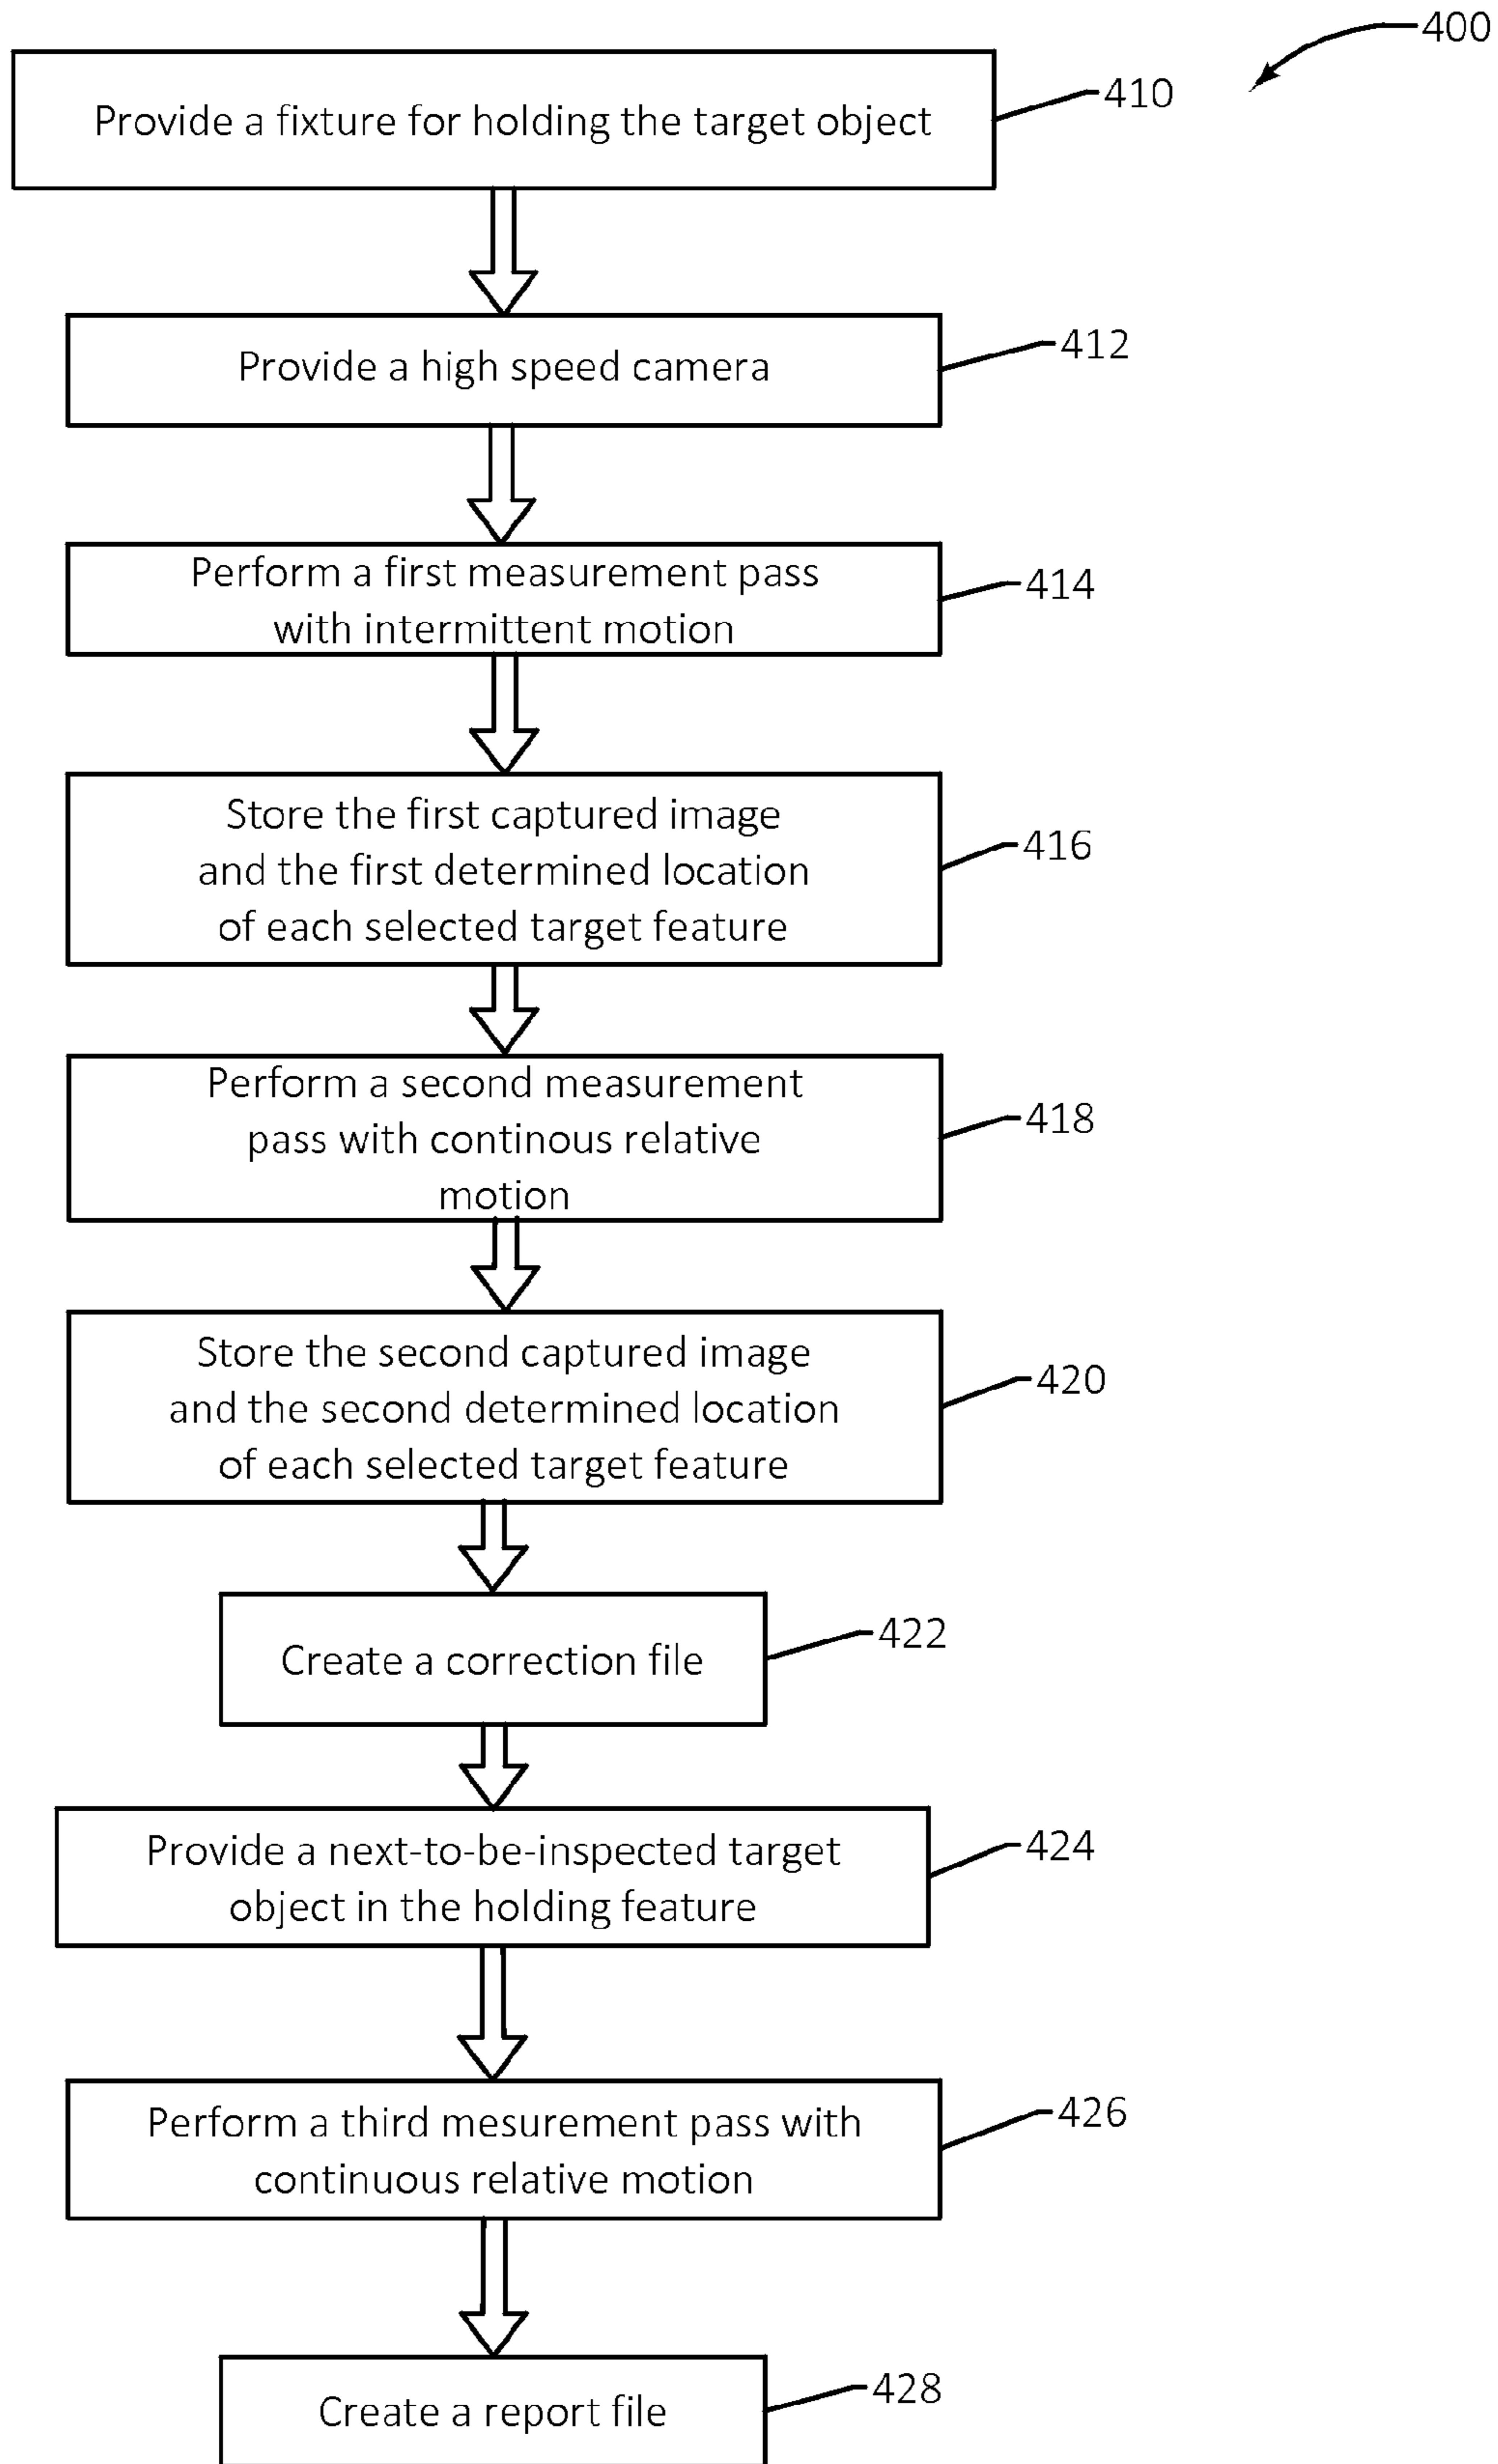 400
Provide a fixture for holding the target object
410
Provide a high speed camera
412
Perform a first measurement pass
with intermittent motion
414
Store the first captured image
and the first determined location
of each selected target feature
416
Perform a second measurement
pass with continous relative
motion
418
Store the second captured image
and the second determined location
of each selected target feature
420
Create a correction file
422
Provide a next-to-be-inspected target
object in the holding feature
424
Perform a third mesurement pass with
continuous relative motion
426
Create a report file
428